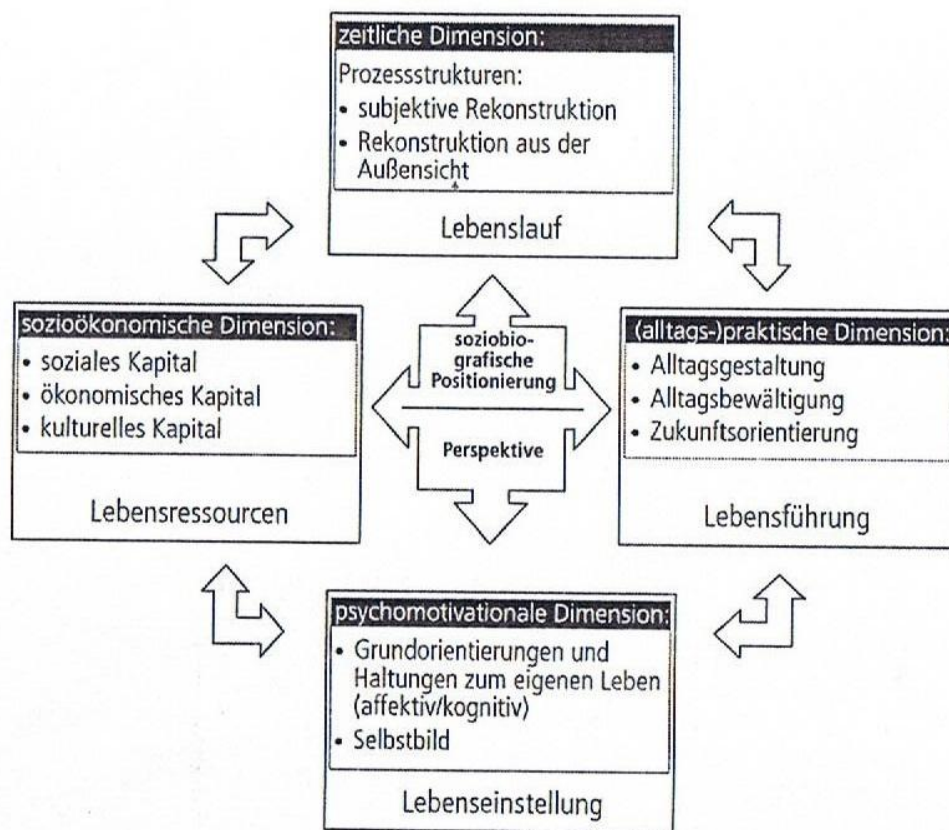 zeitliche Dimension:
Prozessstrukturen:
• subjektive Rekonstruktion
• Rekonstruktion aus der
Außensicht
Lebenslauf
sozioökonomische Dimension:
• soziales Kapital
• ökonomisches Kapital
• kulturelles Kapital
Lebensressourcen
soziobio-
grafische
Positionierung
Perspektive
(alltags-)praktische Dimension:
• Alltagsgestaltung
• Alltagsbewältigung
• Zukunftsorientierung
Lebensführung
psychomotivationale Dimension:
• Grundorientierungen und
Haltungen zum eigenen Leben
(affektiv/kognitiv)
• Selbstbild
Lebenseinstellung